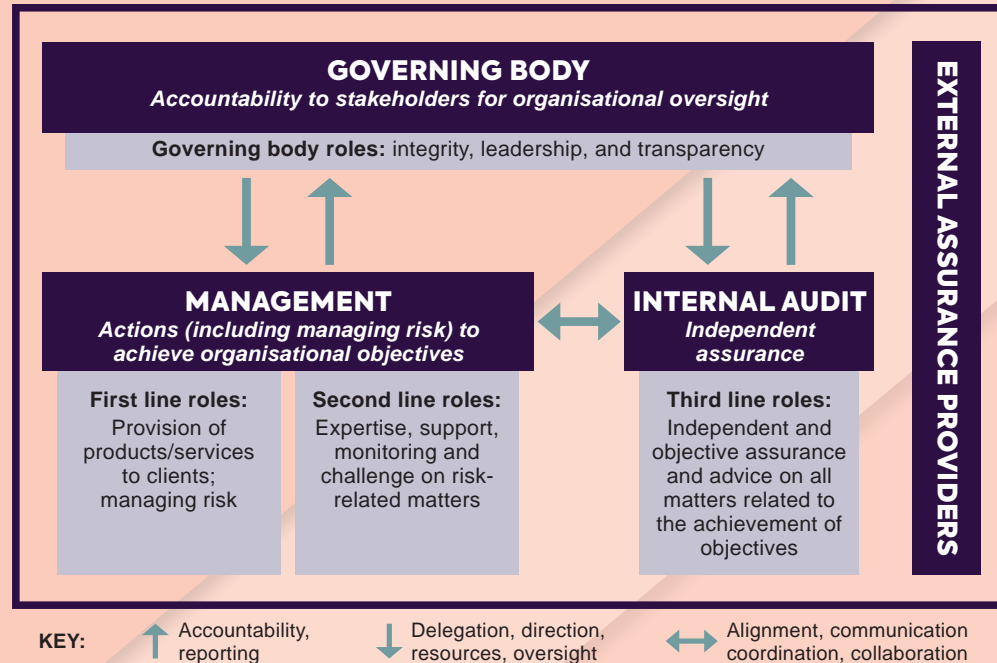 GOVERNING BODY
Accountability to stakeholders for organisational oversight
Governing body roles: integrity, leadership, and transparency
MANAGEMENT
Actions (including managing risk) to
achieve organisational objectives
INTERNAL AUDIT
Independent
assurance
First line roles:
Provision of
products/services
to clients;
managing risk
Second line roles:
Expertise, support,
monitoring and
challenge on risk-
related matters
Third line roles:
Independent and
objective assurance
and advice on all
matters related to
the achievement of
objectives
EXTERNAL ASSURANCE PROVIDERS
KEY:
Accountability,
reporting
Delegation, direction,
resources, oversight
Alignment, communication
coordination, collaboration